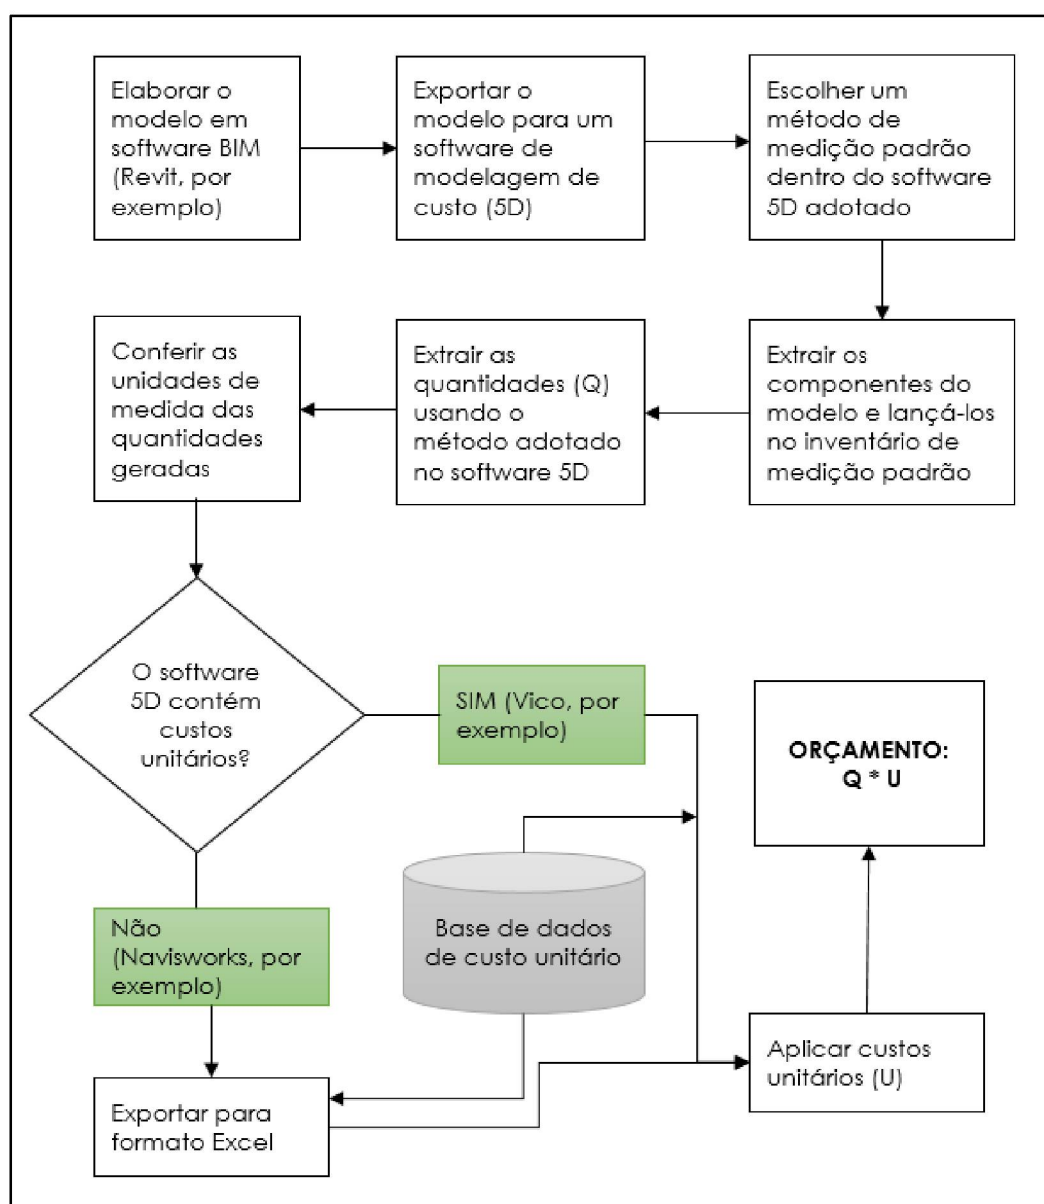 Elaborar o
modelo em
software BIM
(Revit, por
exemplo)
Exportar o
modelo para um
software de
modelagem de
custo (5D)
Escolher um
método de
medição padrão
dentro do software
5D adotado
Extrair os
componentes do
modelo e lançá-los
no inventário de
medição padrão
Extrair as
quantidades (Q)
usando o
método adotado
no software 5D
Conferir as
unidades de
medida das
quantidades
geradas
O software
5D contém
custos
unitários?
SIM (Vico, por
exemplo)
Não
(Navisworks, por
exemplo)
Base de dados
de custo unitário
Exportar para
formato Excel
Aplicar custos
unitários (U)
ORÇAMENTO:
Q * U